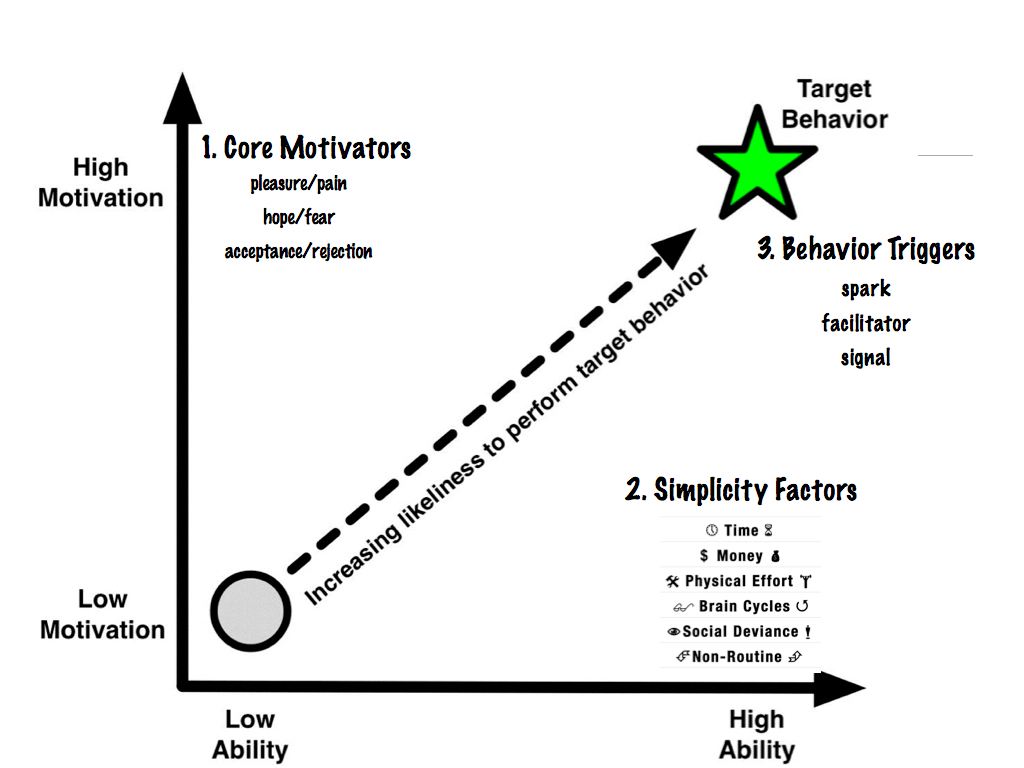 Target
Behavior
1. Core Motivators
High
Motivation
pleasure/pain
hope/fear
acceptance/rejection
3. Behavior Triggers
spark
facilitator
signal
Increasing likeliness to perform target behavior
2. Simplicity Factors
Time
$ Money
Physical Effort
Brain Cycles
Social Deviance
Non-Routine
Low
Motivation
Low
Ability
High
Ability